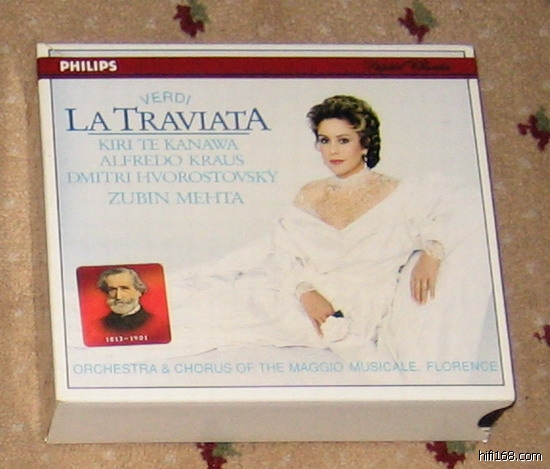 PHILIPS
VERDI
LA TRAVIATA
KIRI TE KANAWA
ALFREDO KRAUS
DMITRI HVOROSTOVSKY
ZUBIN MEHTA
1813-1901
ORCHESTRA & CHORUS OF THE MAGGIO MUSICALE, FLORENCE
hifi168.com